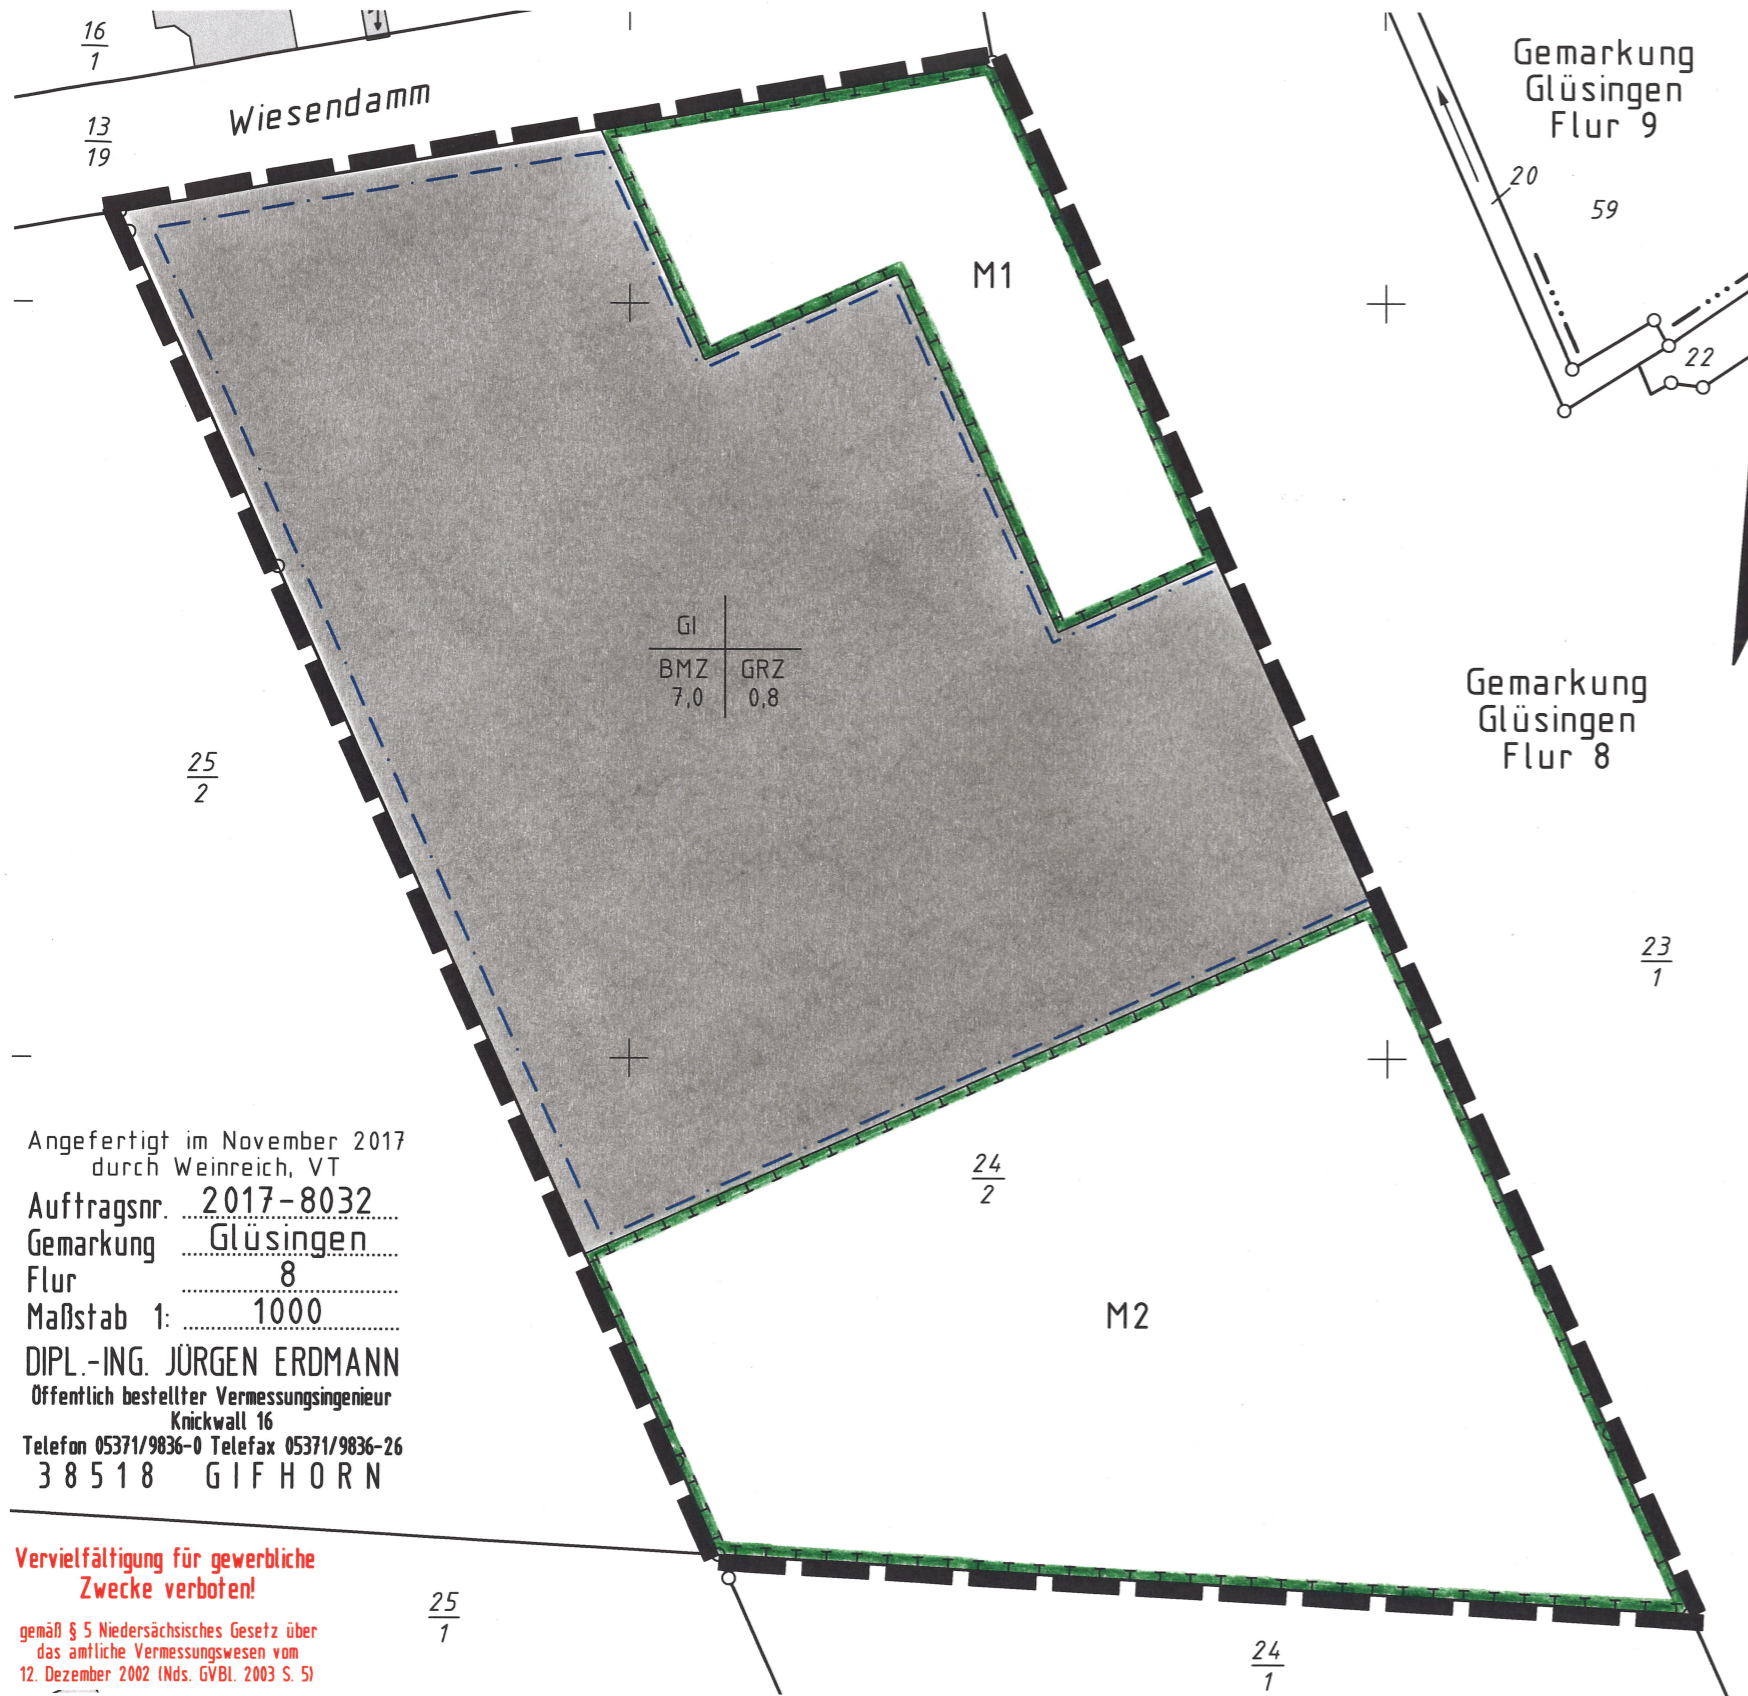 16
1
Wiesendamm
13
19
Gemarkung
Glüsingen
Flur 9
20
59
22
M1
GI
BMZ GRZ
7,0 0,8
Gemarkung
Glüsingen
Flur 8
25
2
23
1
24
2
M2
Angefertigt im November 2017
durch Weinreich, VT
Auftragsnr. 2017-8032
Gemarkung Glüsingen
Flur 8
Maßstab 1: 1000
DIPL.-ING. JÜRGEN ERDMANN
Öffentlich bestellter Vermessungsingenieur
Knickwall 16
Telefon 05371/9836-0 Telefax 05371/9836-26
38518 GIFHORN
Vervielfältigung für gewerbliche
Zwecke verboten!
gemäß § 5 Niedersächsisches Gesetz über
das amtliche Vermessungswesen vom
12. Dezember 2002 (Nds. GVBl. 2003 S. 5)
25
1
24
1